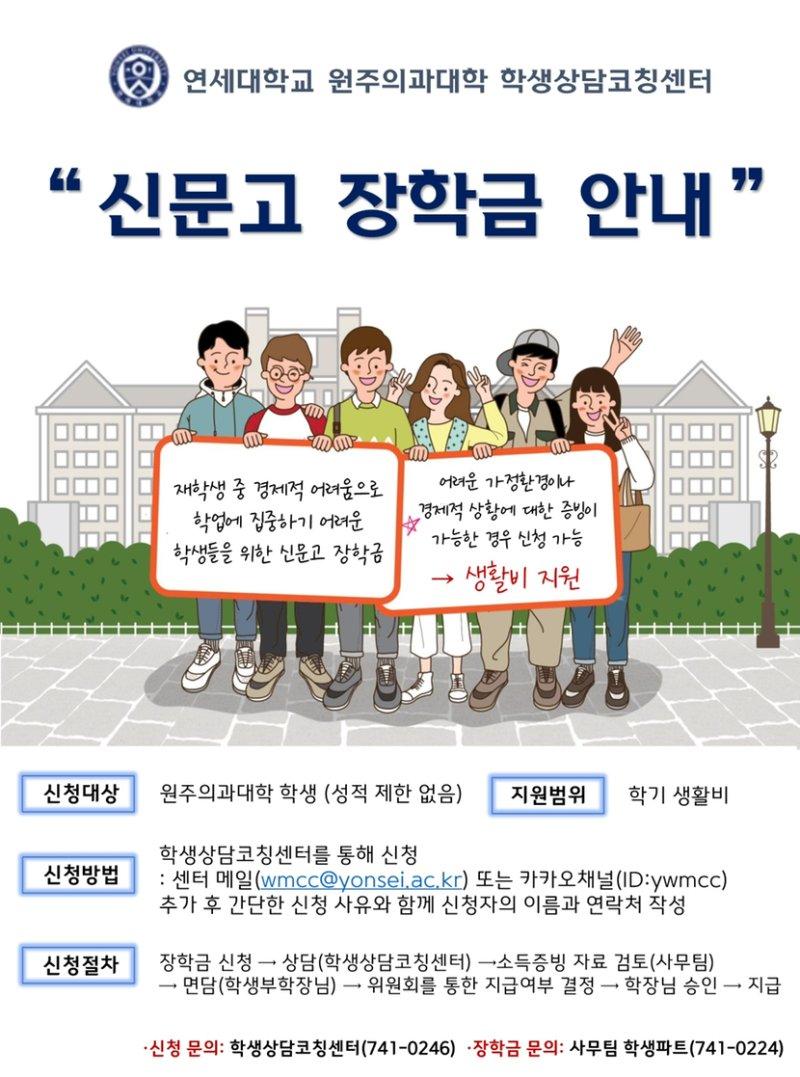 연세대학교 원주의과대학 학생상담코칭센터
“ 신문고 장학금 안내 ”
재학생 중 경제적 어려움으로
학업에 집중하기 어려운
학생들을 위한 신문고 장학금
어려운 가정환경이나
경제적 상황에 대한 증빙이
가능한 경우 신청 가능
→ 생활비 지원
신청대상 원주의과대학 학생 (성적 제한 없음) 지원범위 학기 생활비
신청방법
학생상담코칭센터를 통해 신청
: 센터 메일(wmcc@yonsei.ac.kr) 또는 카카오채널(ID:ywmcc)
추가 후 간단한 신청 사유와 함께 신청자의 이름과 연락처 작성
신청절차
장학금 신청 → 상담(학생상담코칭센터) →소득증빙 자료 검토(사무팀)
→ 면담(학생부학장님) → 위원회를 통한 지급여부 결정 → 학장님 승인 → 지급
·신청 문의: 학생상담코칭센터(741-0246) ·장학금 문의: 사무팀 학생파트(741-0224)